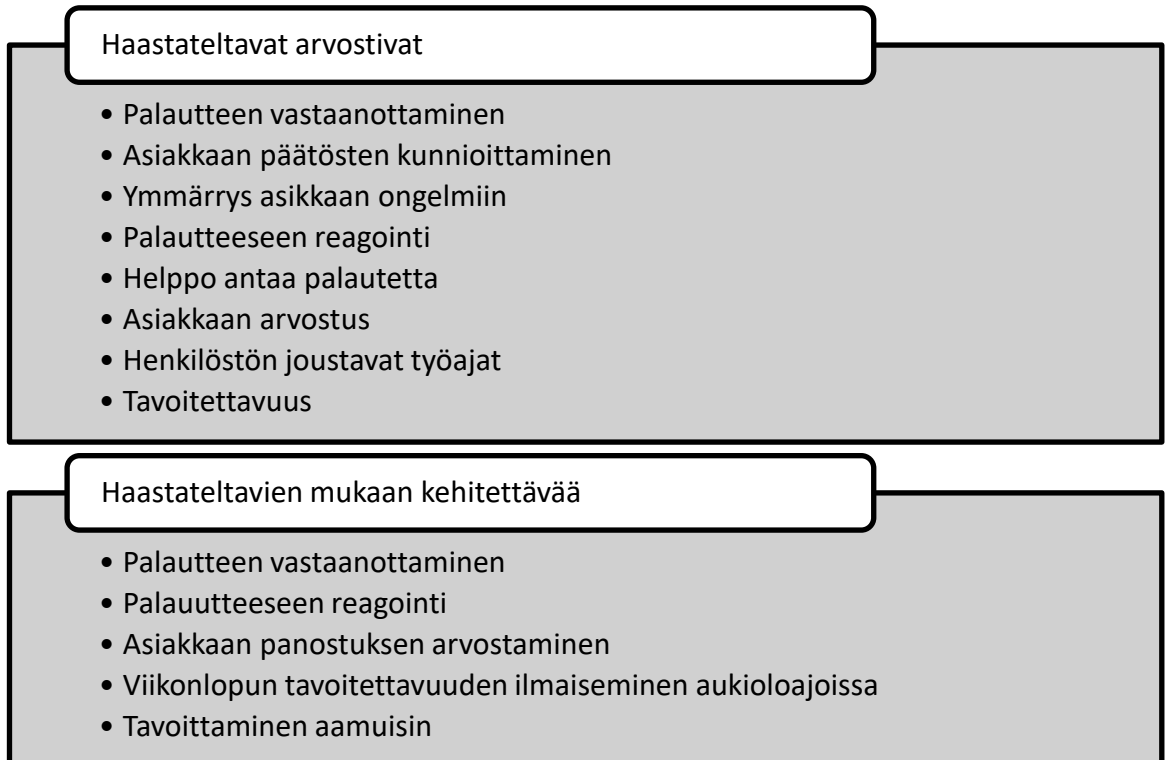 Haastateltavat arvostivat
• Palautteen vastaanottaminen
• Asiakkaan päätösten kunnioittaminen
• Ymmärrys asikkaan ongelmiin
• Palautteeseen reagointi
• Helppo antaa palautetta
• Asiakkaan arvostus
• Henkilöstön joustavat työajat
• Tavoitettavuus
Haastateltavien mukaan kehitettävää
• Palautteen vastaanottaminen
• Palauutteeseen reagointi
• Asiakkaan panostuksen arvostaminen
• Viikonlopun tavoitettavuuden ilmaiseminen aukioloajoissa
• Tavoittaminen aamuisin